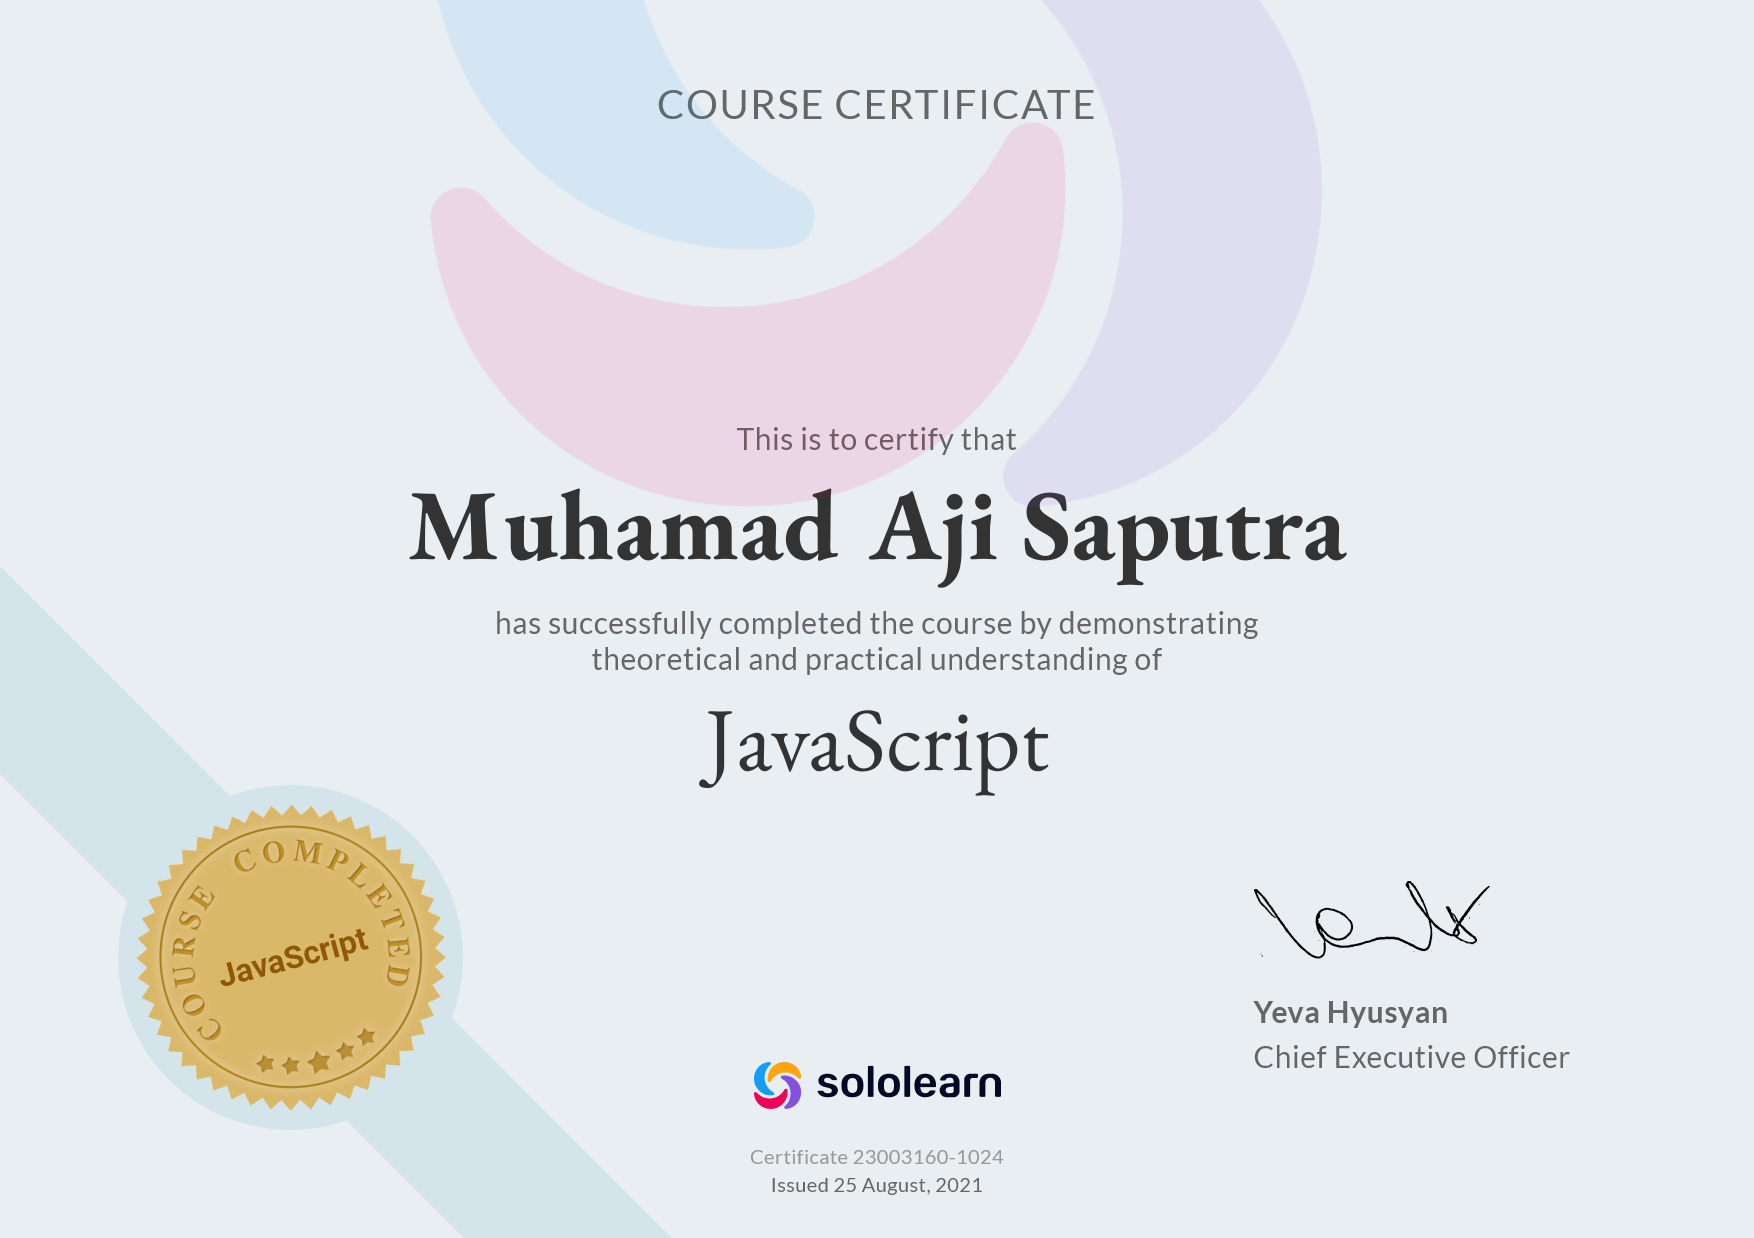 COURSE CERTIFICATE
This is to certify that
Muhamad Aji Saputra
has successfully completed the course by demonstrating
theoretical and practical understanding of
JavaScript
COURSE COMPLETED
JavaScript
Yeva Hyusyan
Chief Executive Officer
sololearn
Certificate 23003160-1024
Issued 25 August, 2021